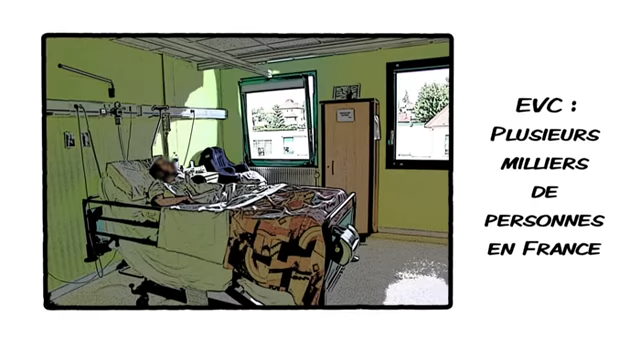 EVC :
PLUSIEURS
MILLIERS
DE
PERSONNES
EN FRANCE